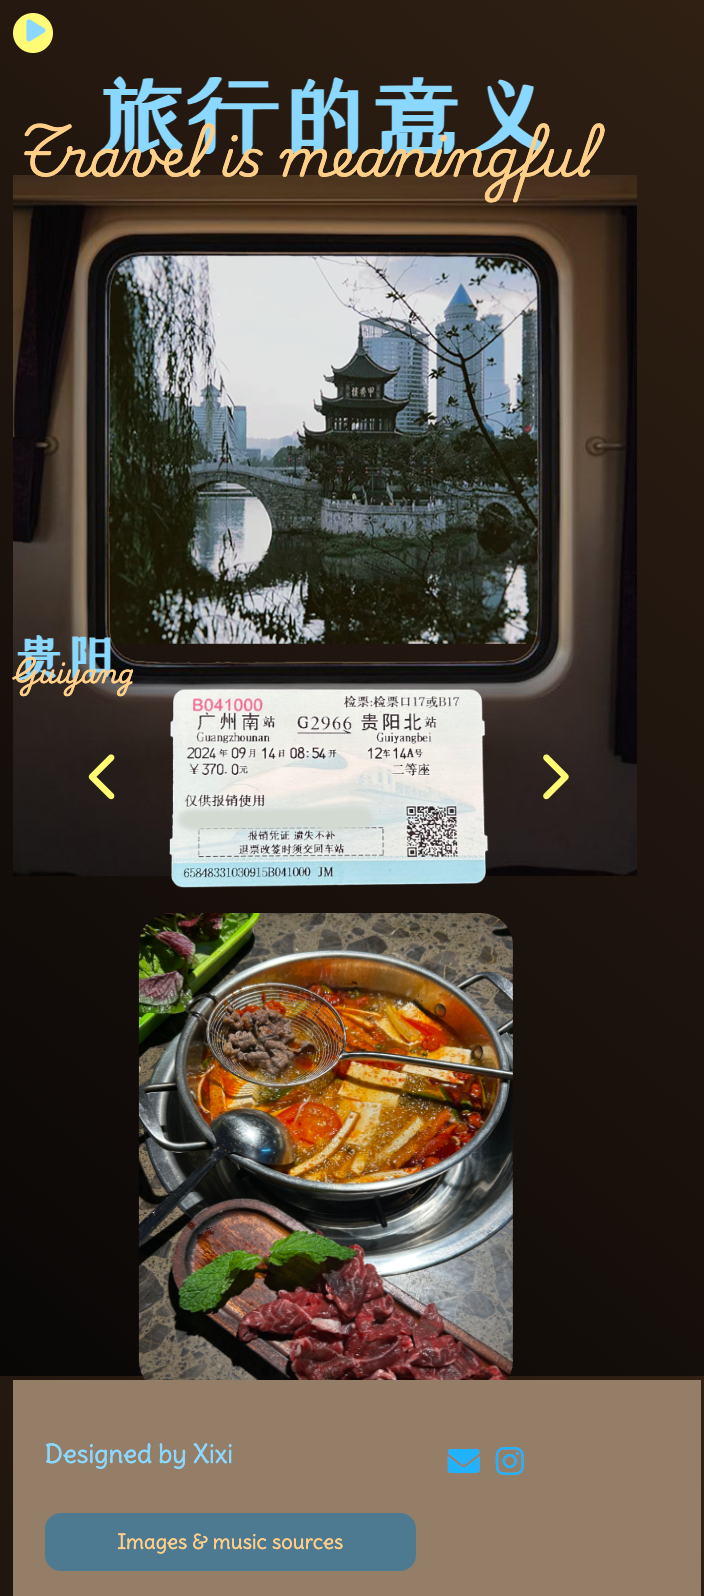 旅行的意义
Travel is meaningful
甲秀楼
贵阳
Guiyang
B041000 检票:检票口17或B17
广州南站 G2966 贵阳北站
Guangzhounan Guiyangbei
2024年09月14日08:54开 12车14A号
￥370.0元 二等座
仅供报销使用
报销凭证 遗失不补
退票改签时须交回车站
65848331030915B041000 JM
Designed by Xixi
Images & music sources